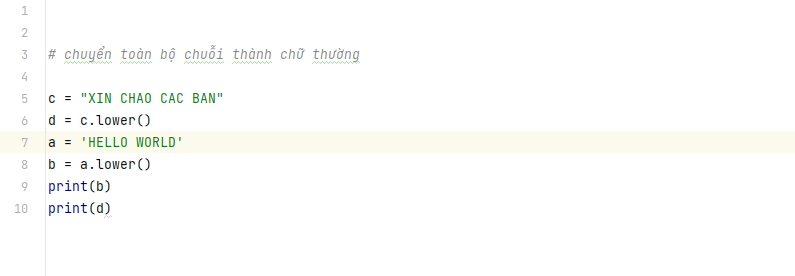 1
2
3 # chuyển toàn bộ chuỗi thành chữ thường
4
5 c = "XIN CHAO CAC BAN"
6 d = c.lower()
7 a = 'HELLO WORLD'
8 b = a.lower()
9 print(b)
10 print(d)